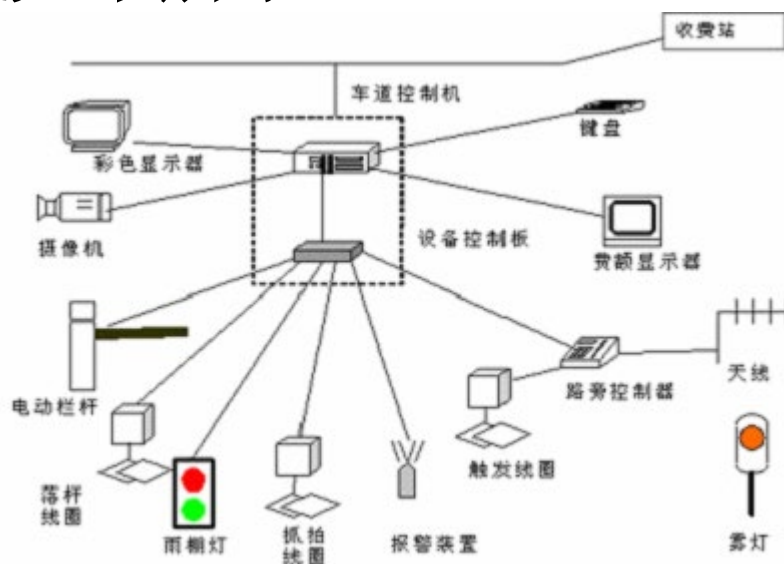 收费站
车道控制机
键盘
彩色显示器
摄像机
设备控制板
费额显示器
电动栏杆
路旁控制器
天线
触发线圈
落杆
线圈
雨棚灯
抓拍
线圈
报警装置
雾灯